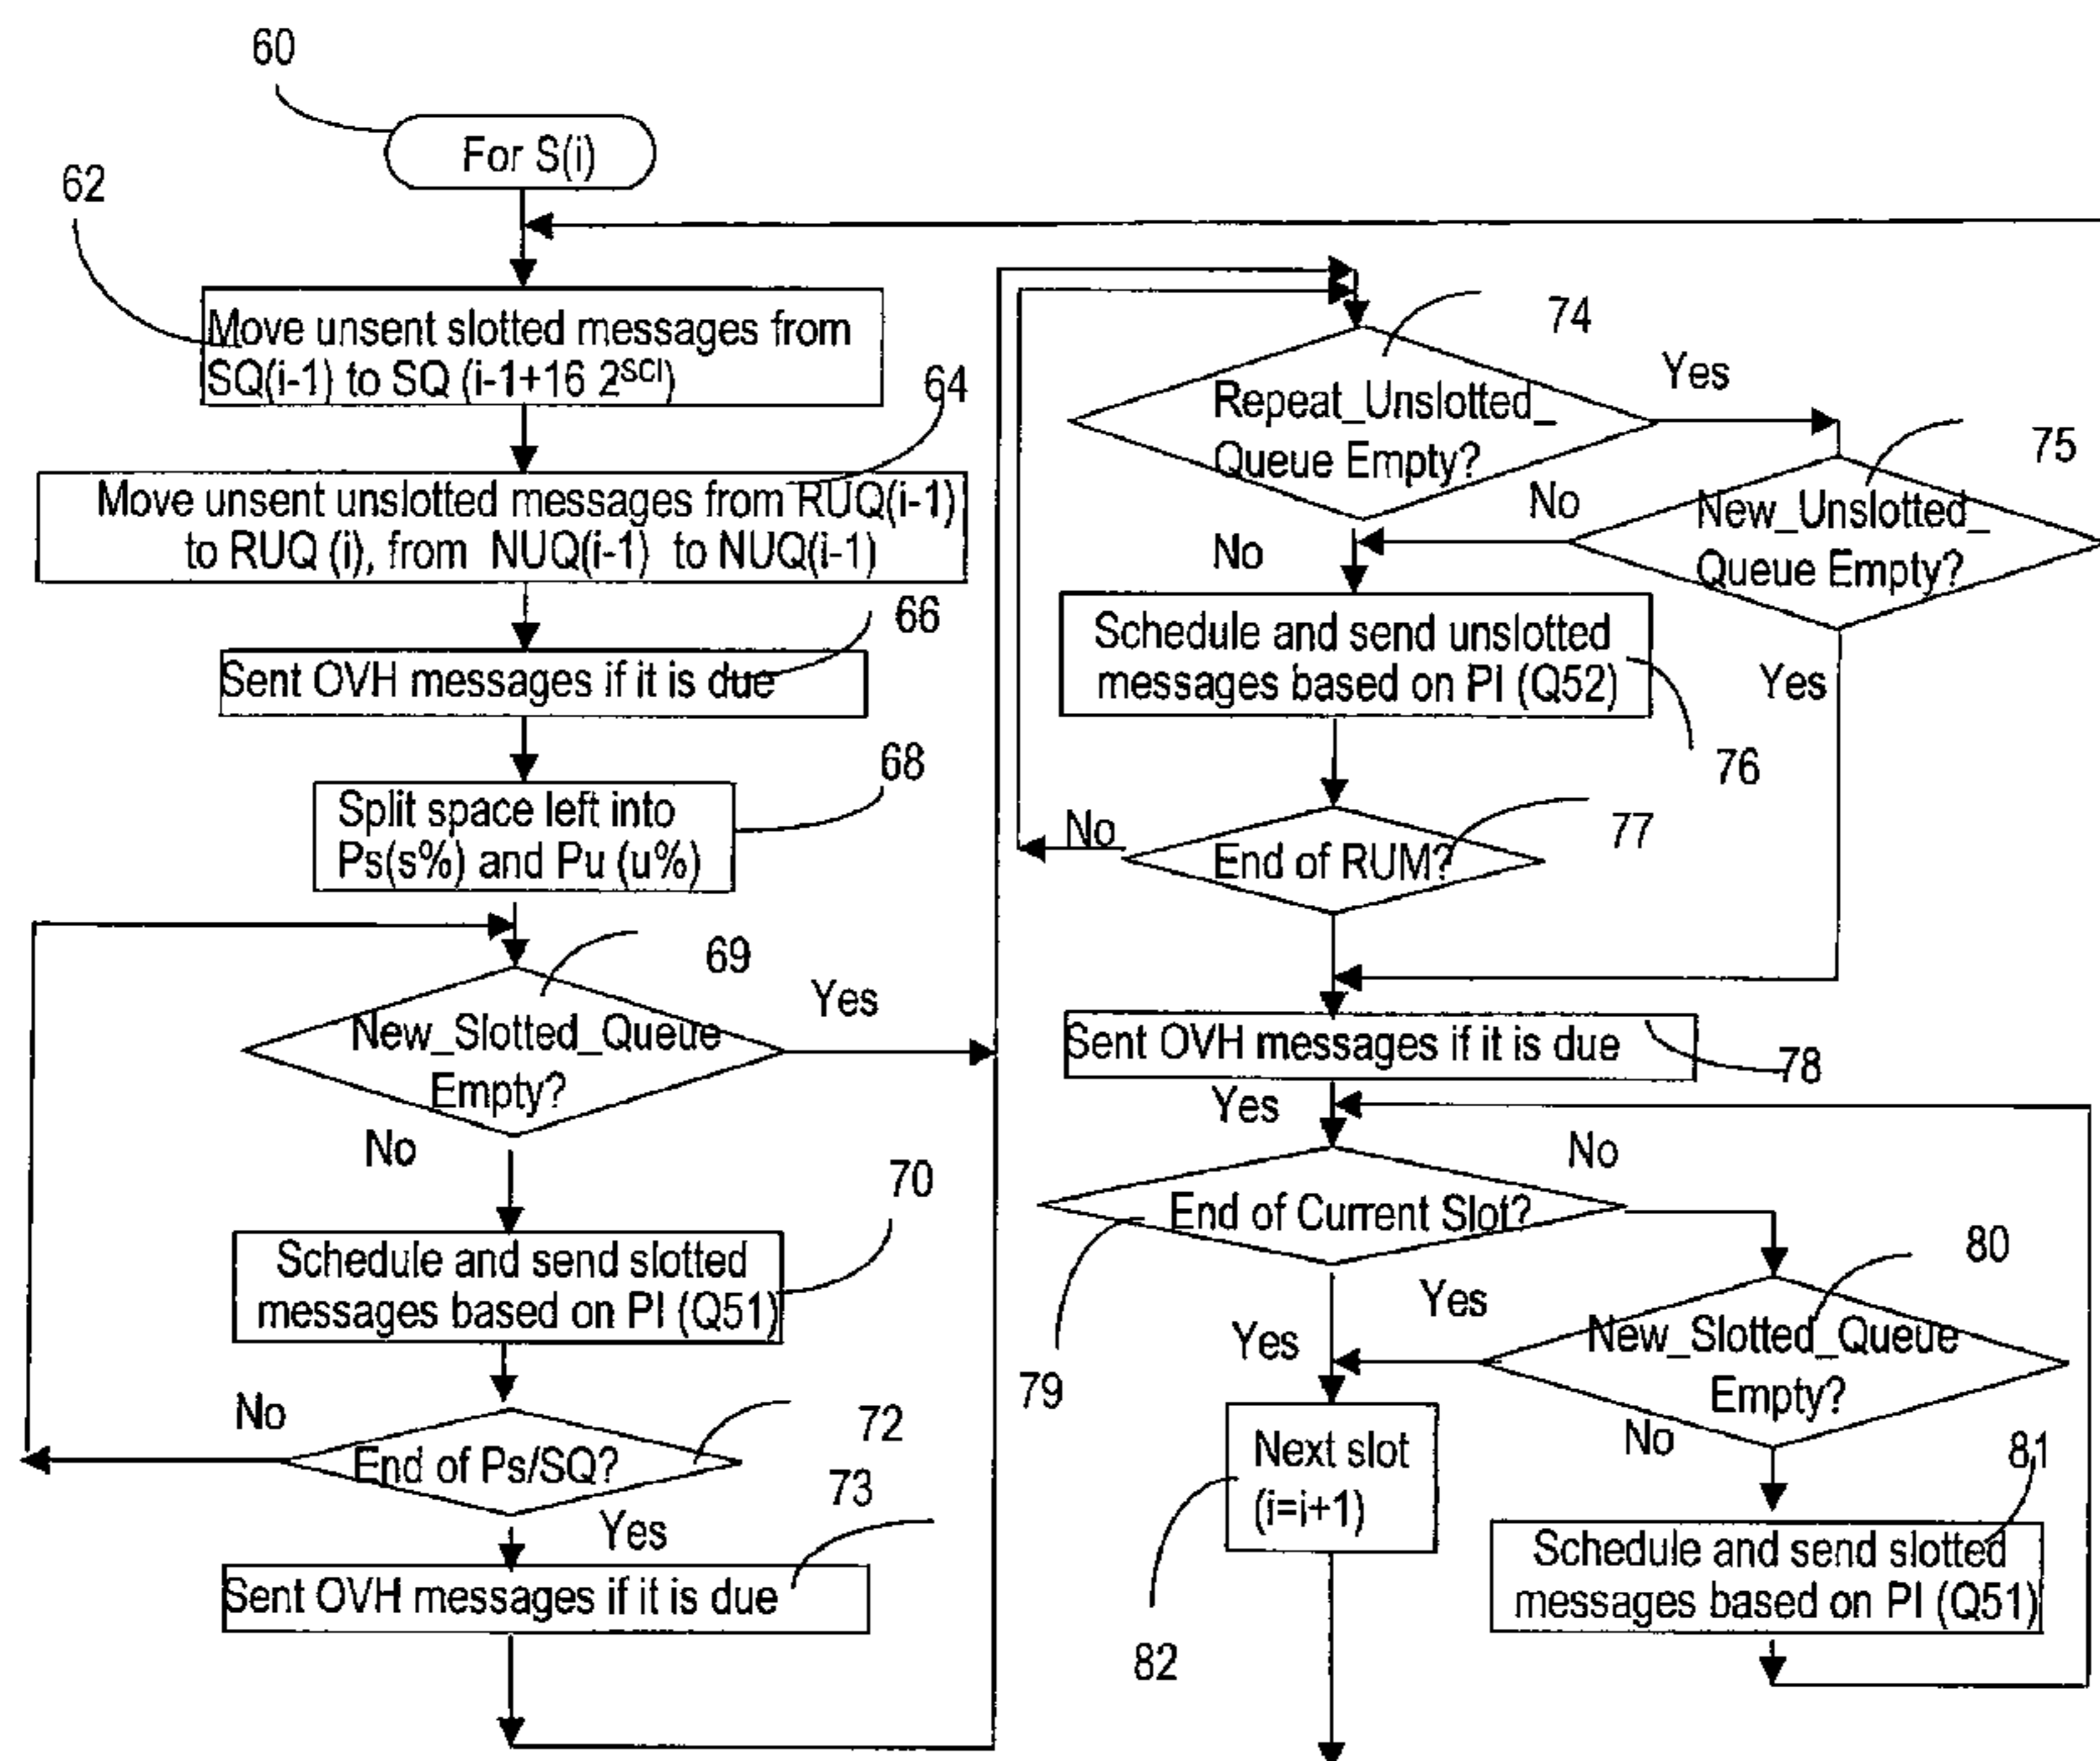 60
For S(i)
62
Move unsent slotted messages from
SQ(i-1) to SQ (i-1+16 2^SCI)
64
Move unsent unslotted messages from RUQ(i-1)
to RUQ (i), from NUQ(i-1) to NUQ(i-1)
66
Sent OVH messages if it is due
68
Split space left into
Ps(s%) and Pu (u%)
69
New_Slotted_Queue
Empty?
Yes
No
70
Schedule and send slotted
messages based on PI (Q51)
72
No
End of Ps/SQ?
73
Yes
Sent OVH messages if it is due
74
Repeat_Unslotted_
Queue Empty?
Yes
75
No
New_Unslotted_
Queue Empty?
No
Yes
Schedule and send unslotted
messages based on PI (Q52)
76
77
No
End of RUM?
Sent OVH messages if it is due
78
Yes
No
End of Current Slot?
79
80
Yes
Yes
New_Slotted_Queue
Empty?
No
81
Next slot
(i=i+1)
82
Schedule and send slotted
messages based on PI (Q51)